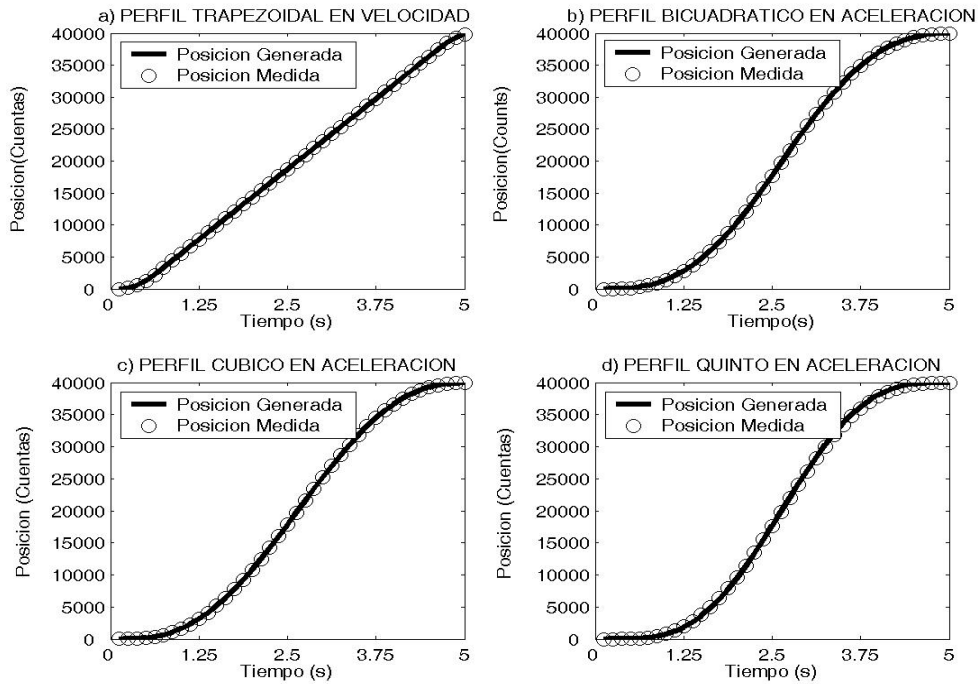 a) PERFIL TRAPEZOIDAL EN VELOCIDAD
Posicion Generada
Posicion Medida
Posicion(Cuentas)
40000
35000
30000
25000
20000
15000
10000
5000
0
0 1.25 2.5 3.75 5
Tiempo (s)
b) PERFIL BICUADRATICO EN ACELERACION
Posicion Generada
Posicion Medida
Posicion(Counts)
40000
35000
30000
25000
20000
15000
10000
5000
0
0 1.25 2.5 3.75 5
Tiempo(s)
c) PERFIL CUBICO EN ACELERACION
Posicion Generada
Posicion Medida
Posicion (Cuentas)
40000
35000
30000
25000
20000
15000
10000
5000
0
0 1.25 2.5 3.75 5
Tiempo (s)
d) PERFIL QUINTO EN ACELERACION
Posicion Generada
Posicion Medida
Posicion (Cuentas)
40000
35000
30000
25000
20000
15000
10000
5000
0
0 1.25 2.5 3.75 5
Tiempo (s)